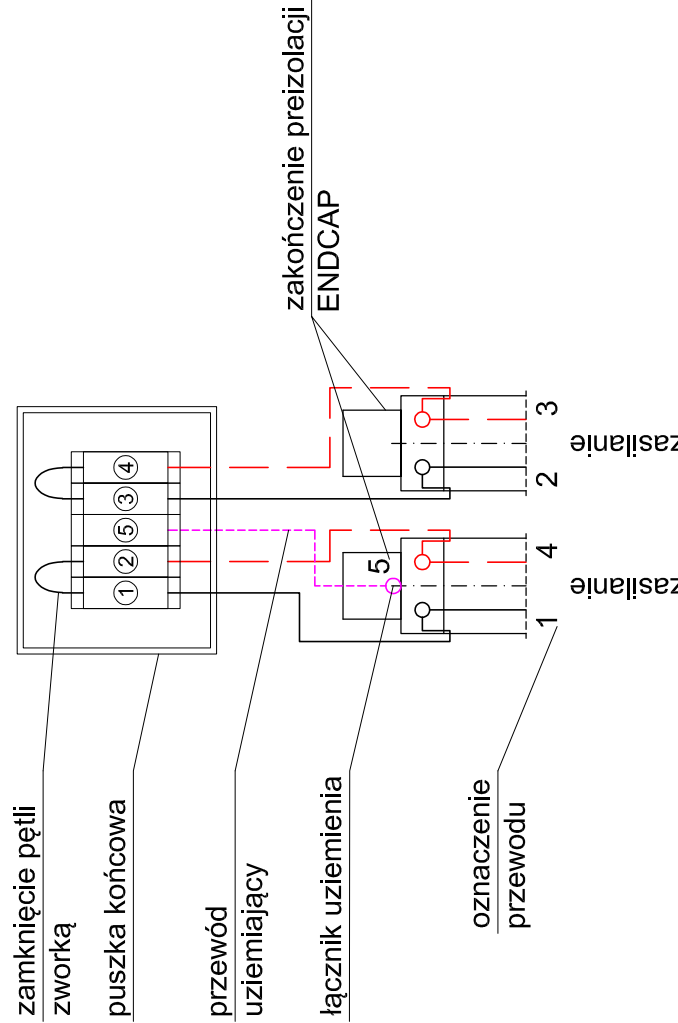 zamknięcie pętli
zworką
puszka końcowa
przewód
uziemiający
łącznik uziemienia
oznaczenie
przewodu
zakończenie preizolacji
ENDCAP
1
2
5
3
4
5
1
4
2
3
zasilanie
zasilanie